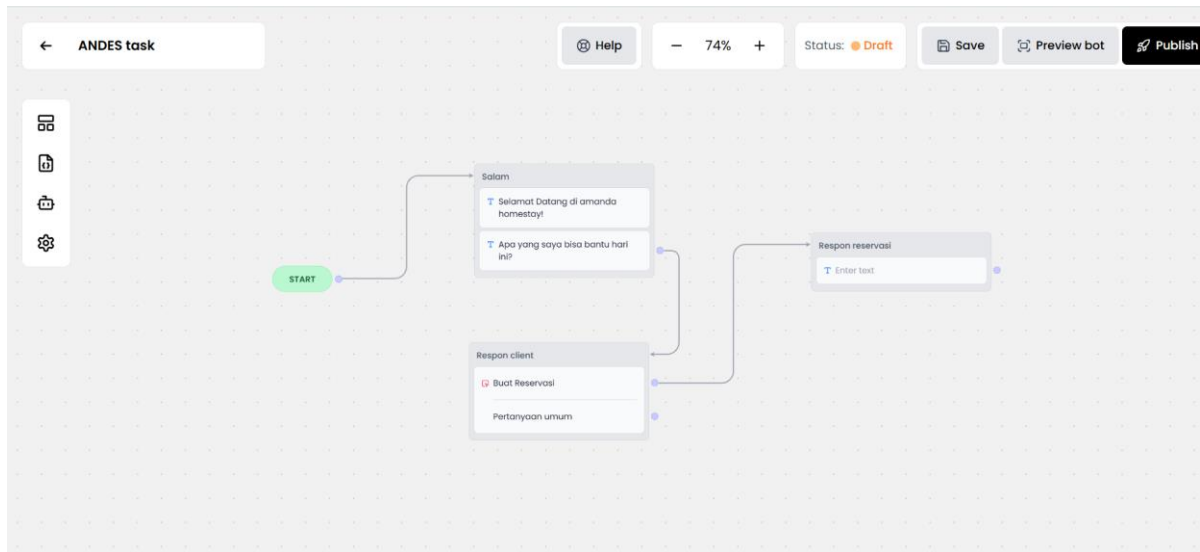 ANDES task
Help
74%
Status: Draft
Save
Preview bot
Publish
Salam
Selamat Datang di amanda
homestay!
Apa yang saya bisa bantu hari
ini?
START
Respon reservasi
Enter text
Respon client
Buat Reservasi
Pertanyaan umum